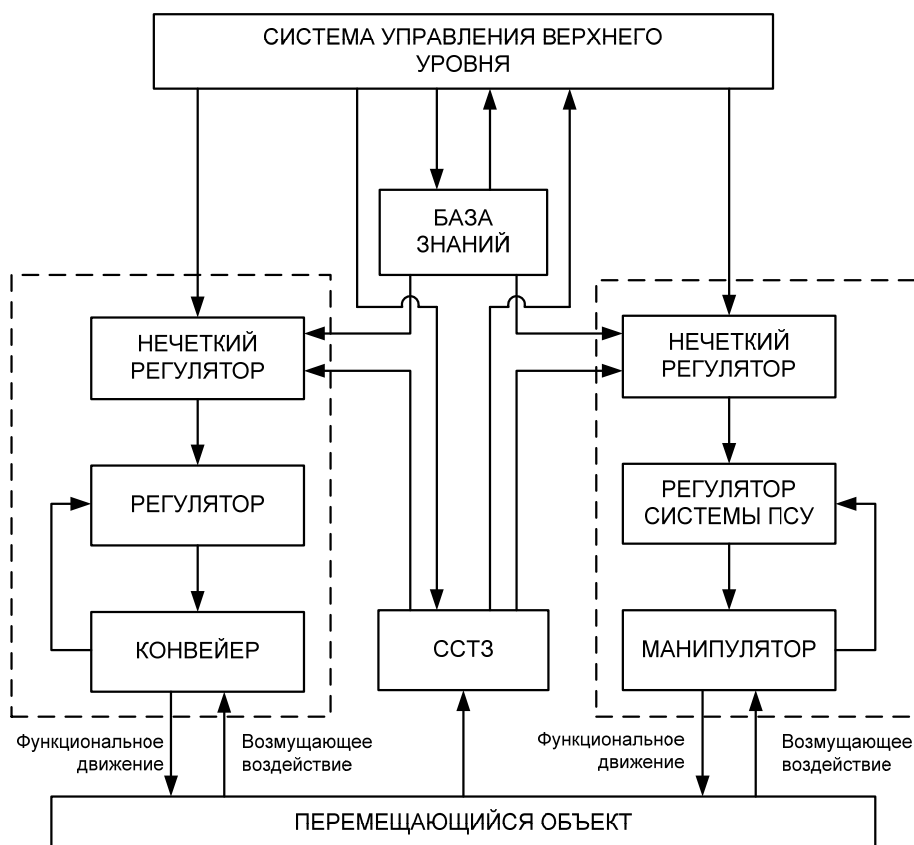 СИСТЕМА УПРАВЛЕНИЯ ВЕРХНЕГО
УРОВНЯ
БАЗА
ЗНАНИЙ
НЕЧЕТКИЙ
РЕГУЛЯТОР
НЕЧЕТКИЙ
РЕГУЛЯТОР
РЕГУЛЯТОР
РЕГУЛЯТОР
СИСТЕМЫ ПСУ
КОНВЕЙЕР
ССТЗ
МАНИПУЛЯТОР
Функциональное
движение
Возмущающее
воздействие
Функциональное
движение
Возмущающее
воздействие
ПЕРЕМЕЩАЮЩИЙСЯ ОБЪЕКТ